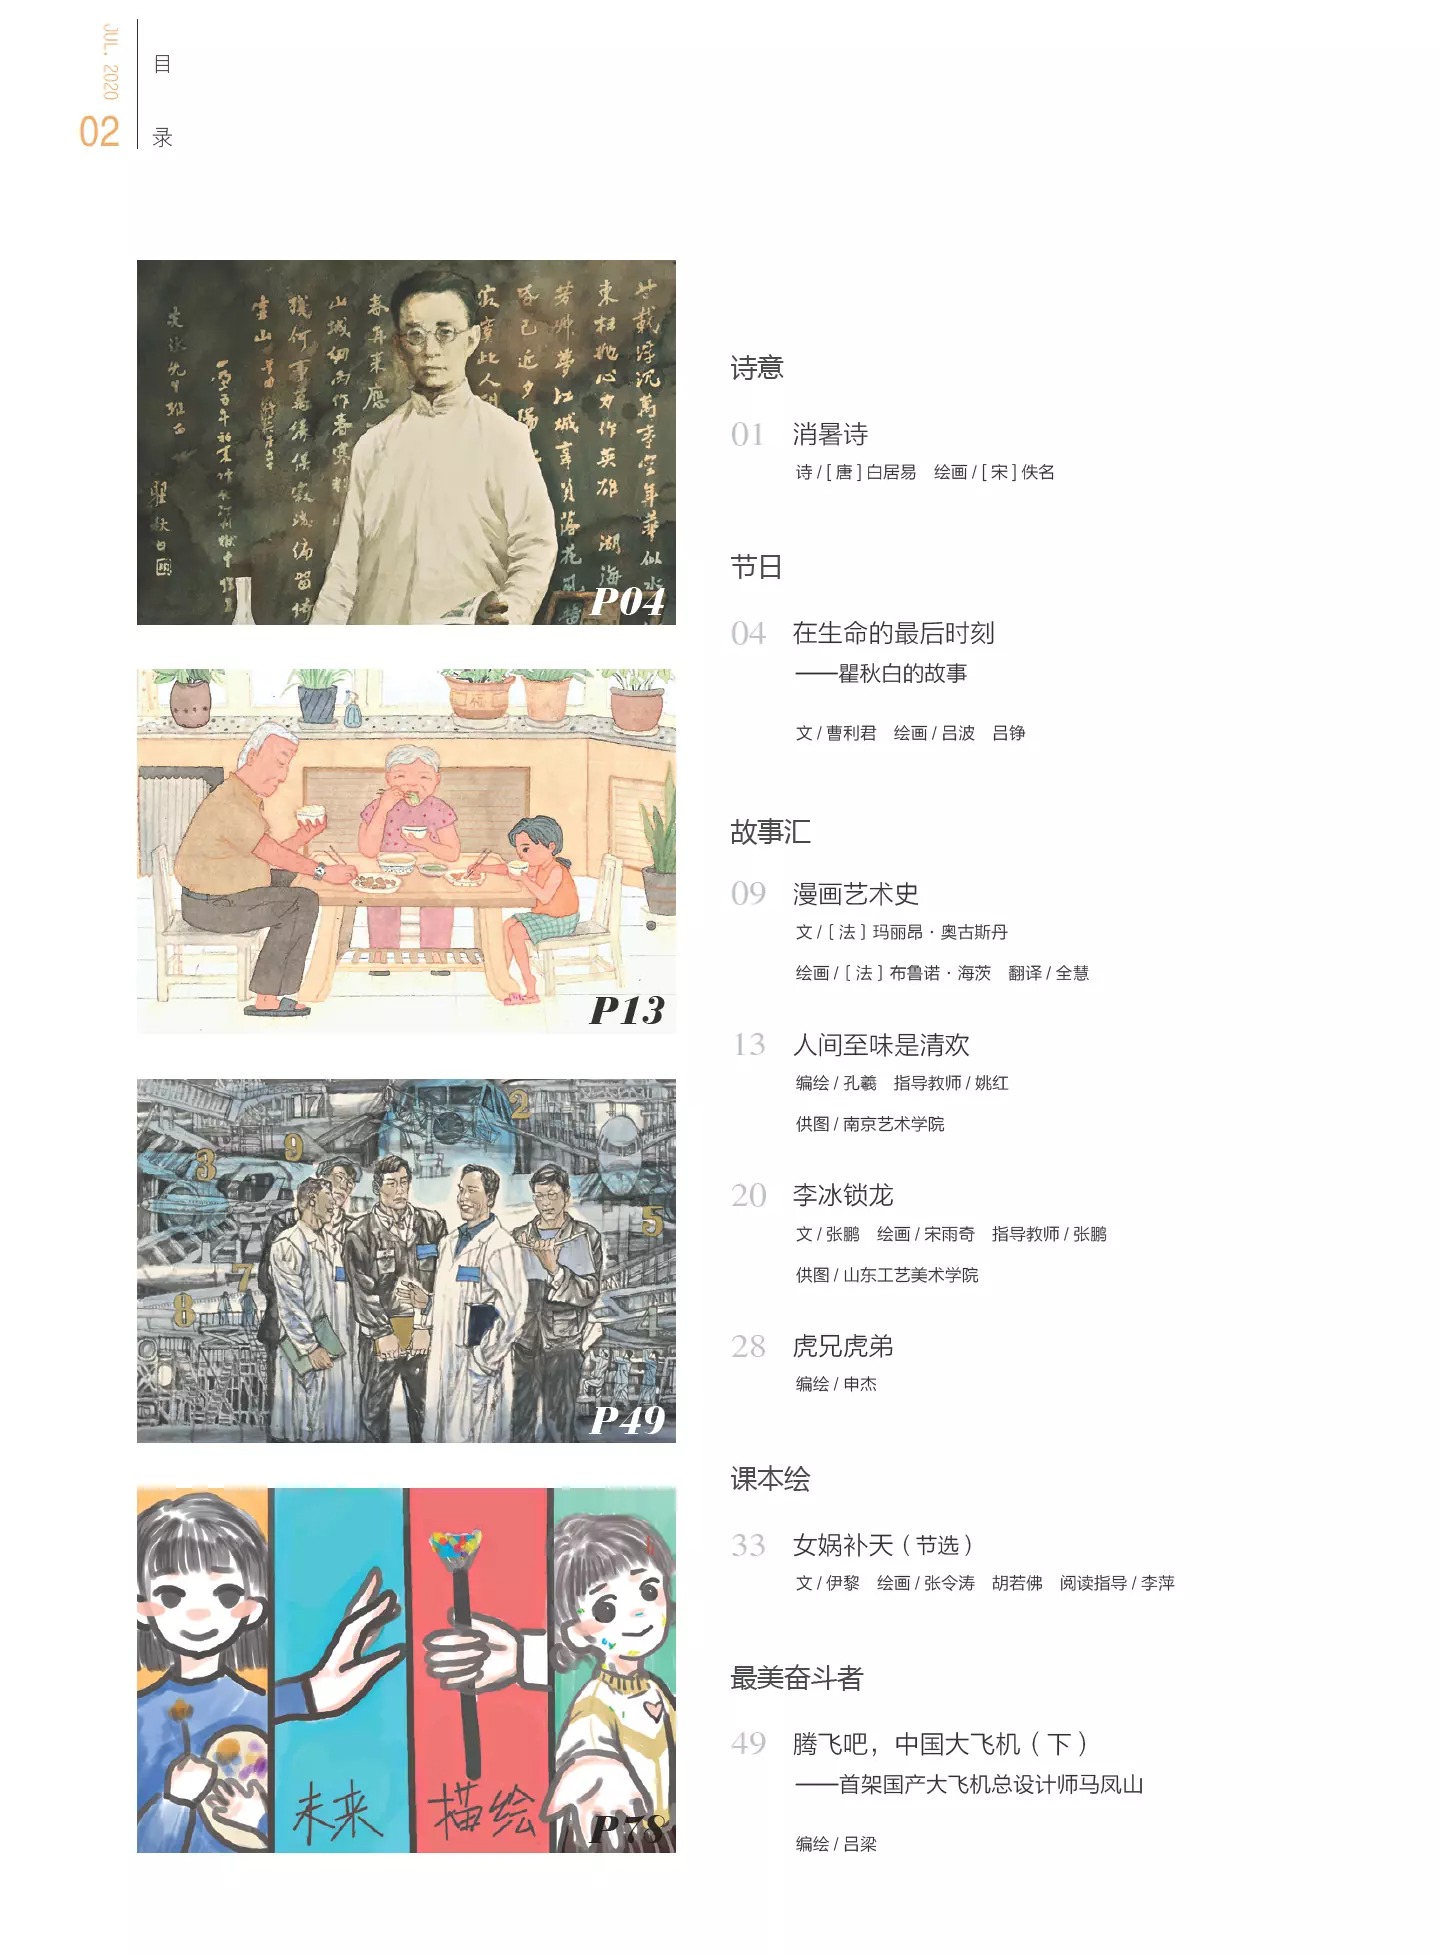 JUL. 2020
02
目
录
P04
P13
2
9
3
5
7
8
4
P49
未来
描绘
P78
诗意
01 消暑诗
诗 / [ 唐 ] 白居易 绘画 / [ 宋 ] 佚名
节日
04 在生命的最后时刻
——瞿秋白的故事
文 / 曹利君 绘画 / 吕波 吕铮
故事汇
09 漫画艺术史
文 / [ 法 ] 玛丽昂 · 奥古斯丹
绘画 / [ 法 ] 布鲁诺 · 海茨 翻译 / 全慧
13 人间至味是清欢
编绘 / 孔羲 指导教师 / 姚红
供图 / 南京艺术学院
20 李冰锁龙
文 / 张鹏 绘画 / 宋雨奇 指导教师 / 张鹏
供图 / 山东工艺美术学院
28 虎兄虎弟
编绘 / 申杰
课本绘
33 女娲补天（节选）
文 / 伊黎 绘画 / 张令涛 胡若佛 阅读指导 / 李萍
最美奋斗者
49 腾飞吧，中国大飞机（下）
——首架国产大飞机总设计师马凤山
编绘 / 吕梁